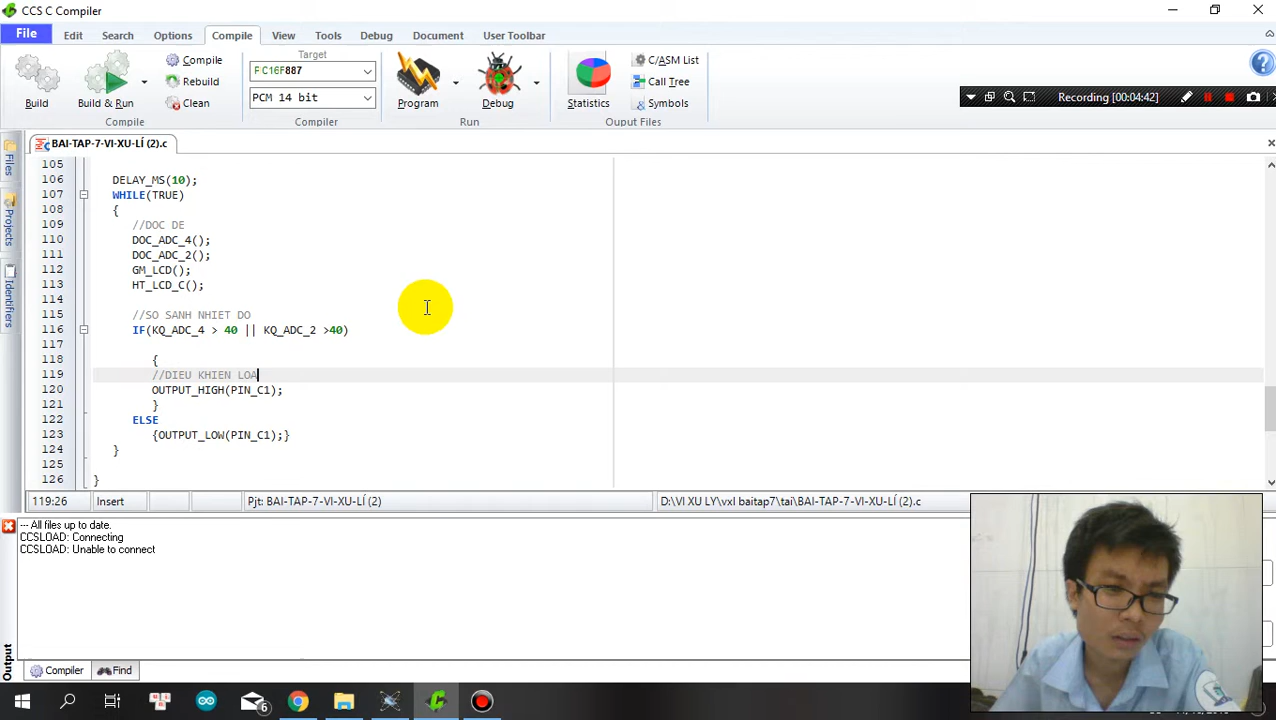 CCS C Compiler
File Edit Search Options Compile View Tools Debug Document User Toolbar
Build
Build & Run
Compile
Rebuild
Clean
Compile
Target
PIC16F887
PCM 14 bit
Compiler
Program
Debug
Run
Statistics
C/ASM List
Call Tree
Symbols
Ouput Files
Recording [00:04:42]
BAI-TAP-7-VI-XU-LÍ (2).c
Files
Projects
Identifiers
105
106 DELAY_MS(10);
107 WHILE(TRUE)
108 {
109 //DOC DE
110 DOC_ADC_4();
111 DOC_ADC_2();
112 GM_LCD();
113 HT_LCD_C();
114
115 //SO SANH NHIET DO
116 IF(KQ_ADC_4 > 40 || KQ_ADC_2 >40)
117
118 {
119 //DIEU KHIEN LOA
120 OUTPUT_HIGH(PIN_C1);
121 }
122 ELSE
123 {OUTPUT_LOW(PIN_C1);}
124 }
125
126 }
119:26 Insert Pjt: BAI-TAP-7-VI-XU-LÍ (2) D:\VI XU LY\vxl baitap7\tai\BAI-TAP-7-VI-XU-LÍ (2).c
--- All files up to date.
CCSLOAD: Connecting
CCSLOAD: Unable to connect
Output
Compiler Find
6